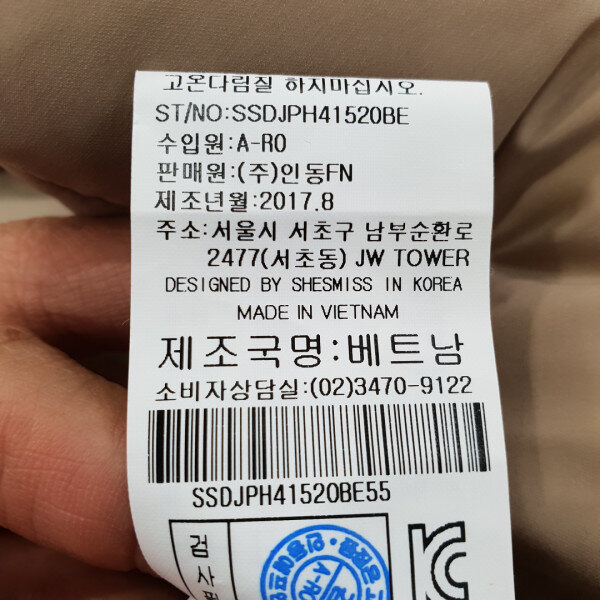 고온다림질 하지마십시오.
ST/NO:SSDJPH41520BE
수입원:A-RO
판매원:(주)인동FN
제조년월:2017.8
주소:서울시 서초구 남부순환로
2477(서초동) JW TOWER
DESIGNED BY SHESMISS IN KOREA
MADE IN VIETNAM
제조국명:베트남
소비자상담실:(02)3470-9122
SSDJPH41520BE55
검사필
A-RO